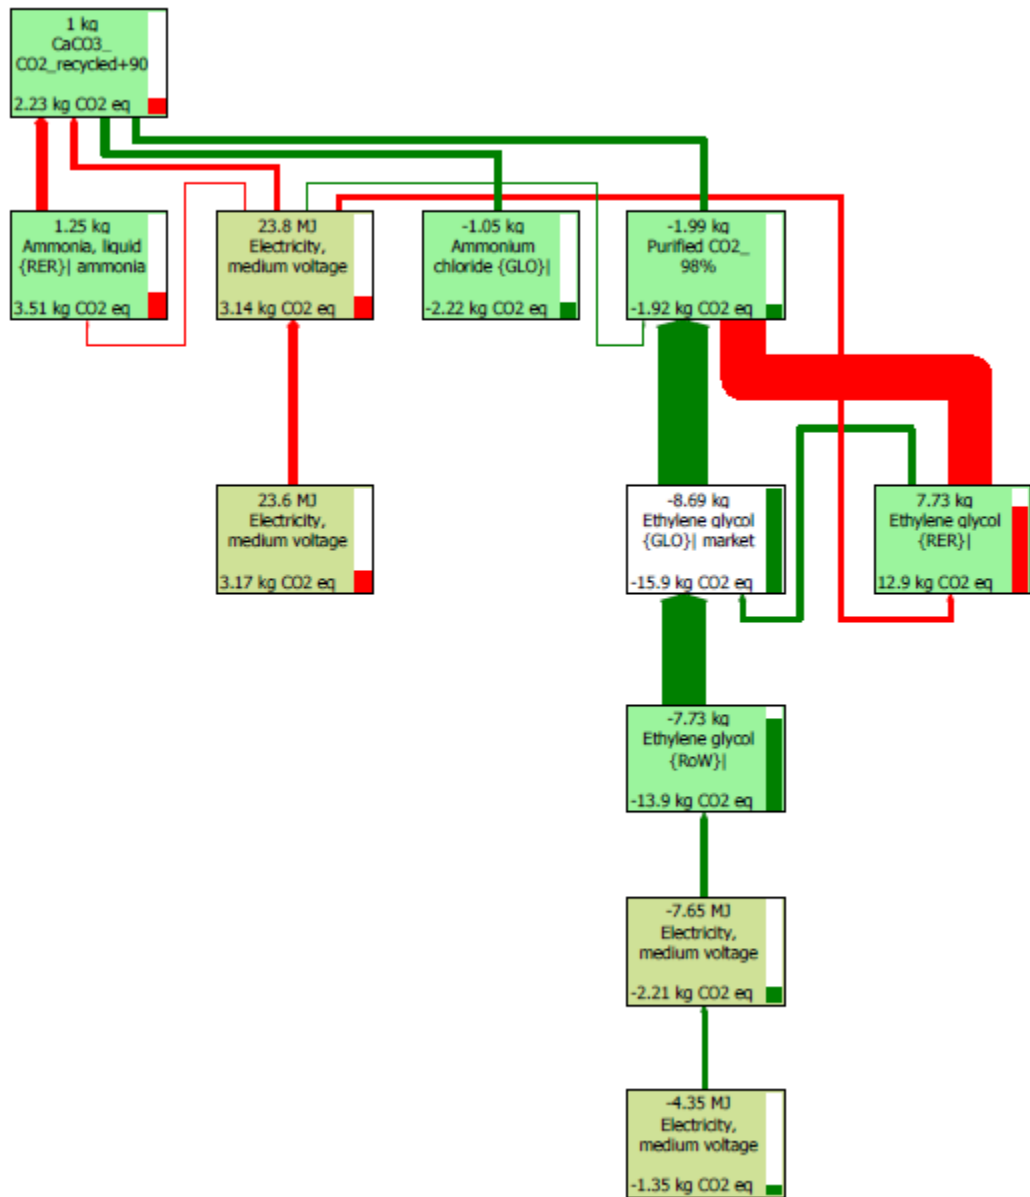 1 kg
CaCO3_
CO2_recycled+90
2.23 kg CO2 eq
1.25 kg
Ammonia, liquid
{RER}| ammonia
3.51 kg CO2 eq
23.8 MJ
Electricity,
medium voltage
3.14 kg CO2 eq
-1.05 kg
Ammonium
chloride {GLO}|
-2.22 kg CO2 eq
-1.99 kg
Purified CO2_
98%
-1.92 kg CO2 eq
23.6 MJ
Electricity,
medium voltage
3.17 kg CO2 eq
-8.69 kg
Ethylene glycol
{GLO}| market
-15.9 kg CO2 eq
7.73 kg
Ethylene glycol
{RER}|
12.9 kg CO2 eq
-7.73 kg
Ethylene glycol
{RoW}|
-13.9 kg CO2 eq
-7.65 MJ
Electricity,
medium voltage
-2.21 kg CO2 eq
-4.35 MJ
Electricity,
medium voltage
-1.35 kg CO2 eq